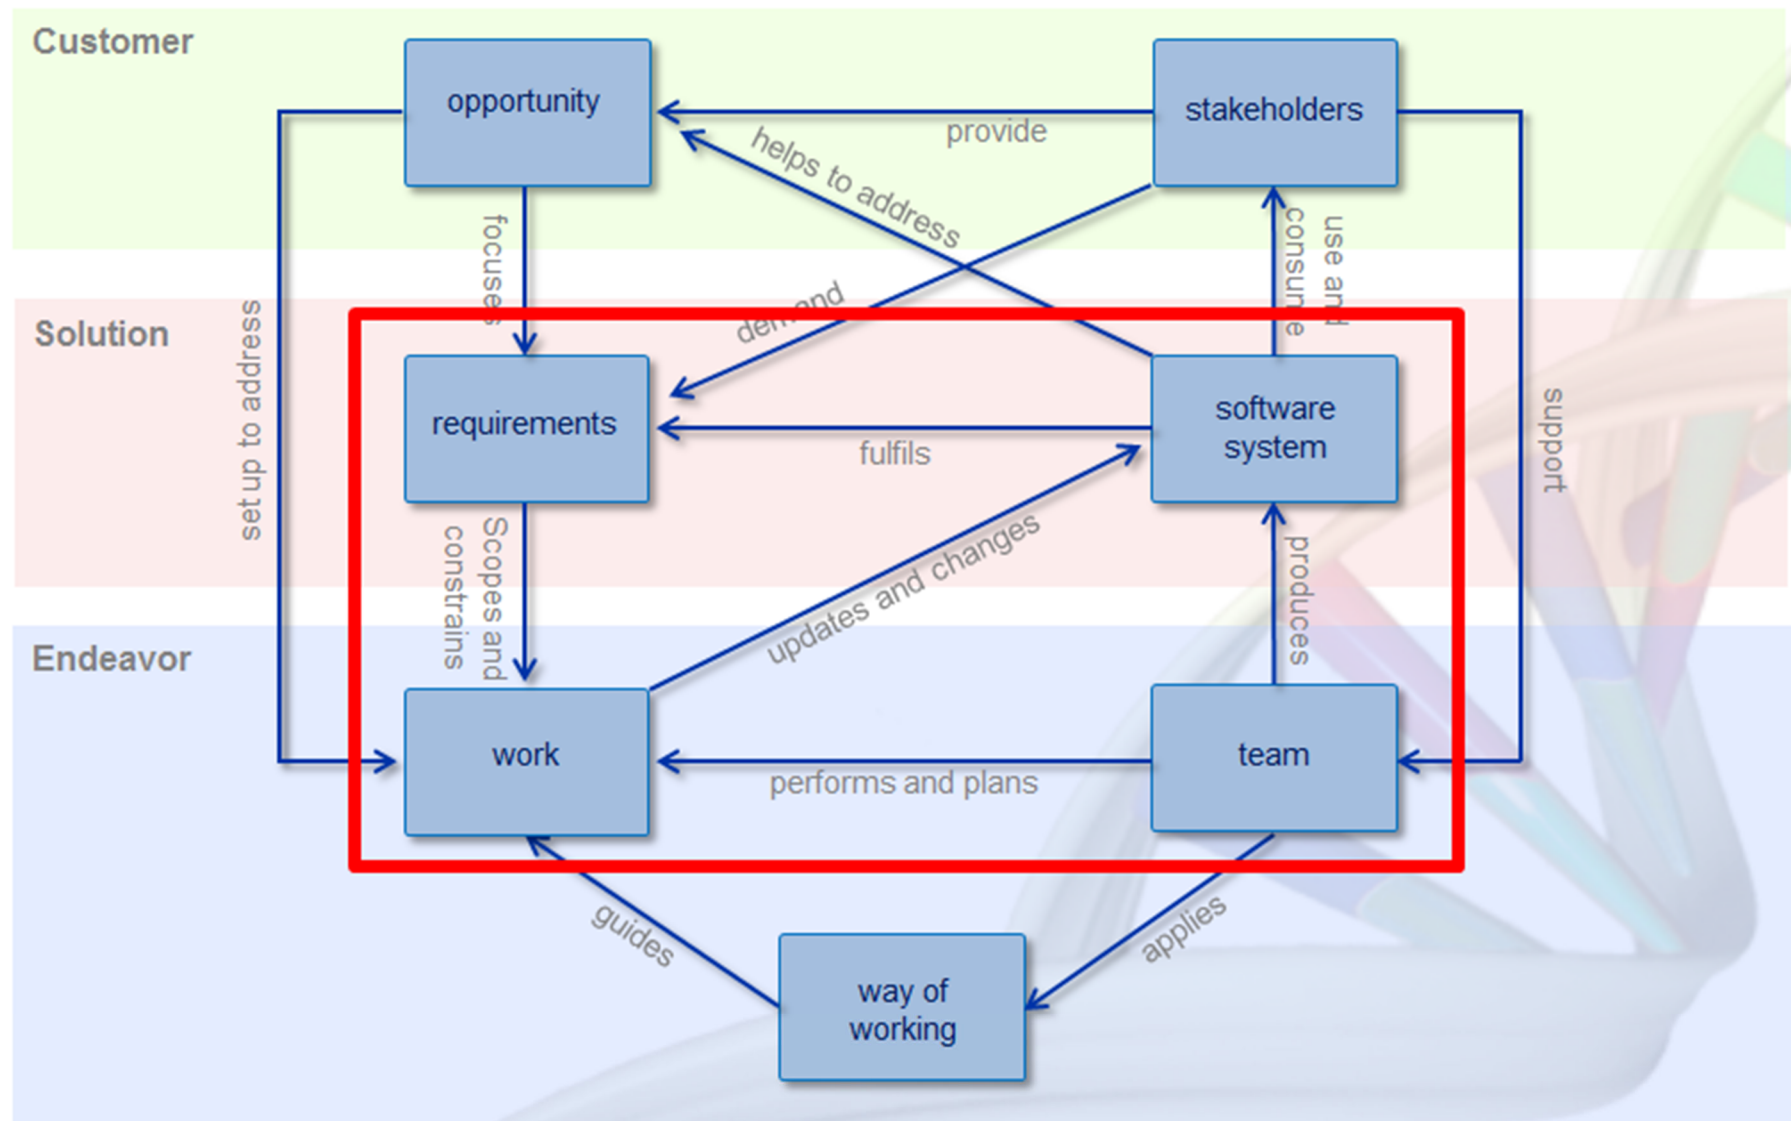 Customer
opportunity
stakeholders
provide
helps to address
focuses
demand
use and
consume
Solution
set up to address
requirements
software
system
fulfils
support
Scopes and
constrains
updates and changes
produces
Endeavor
work
team
performs and plans
guides
applies
way of
working